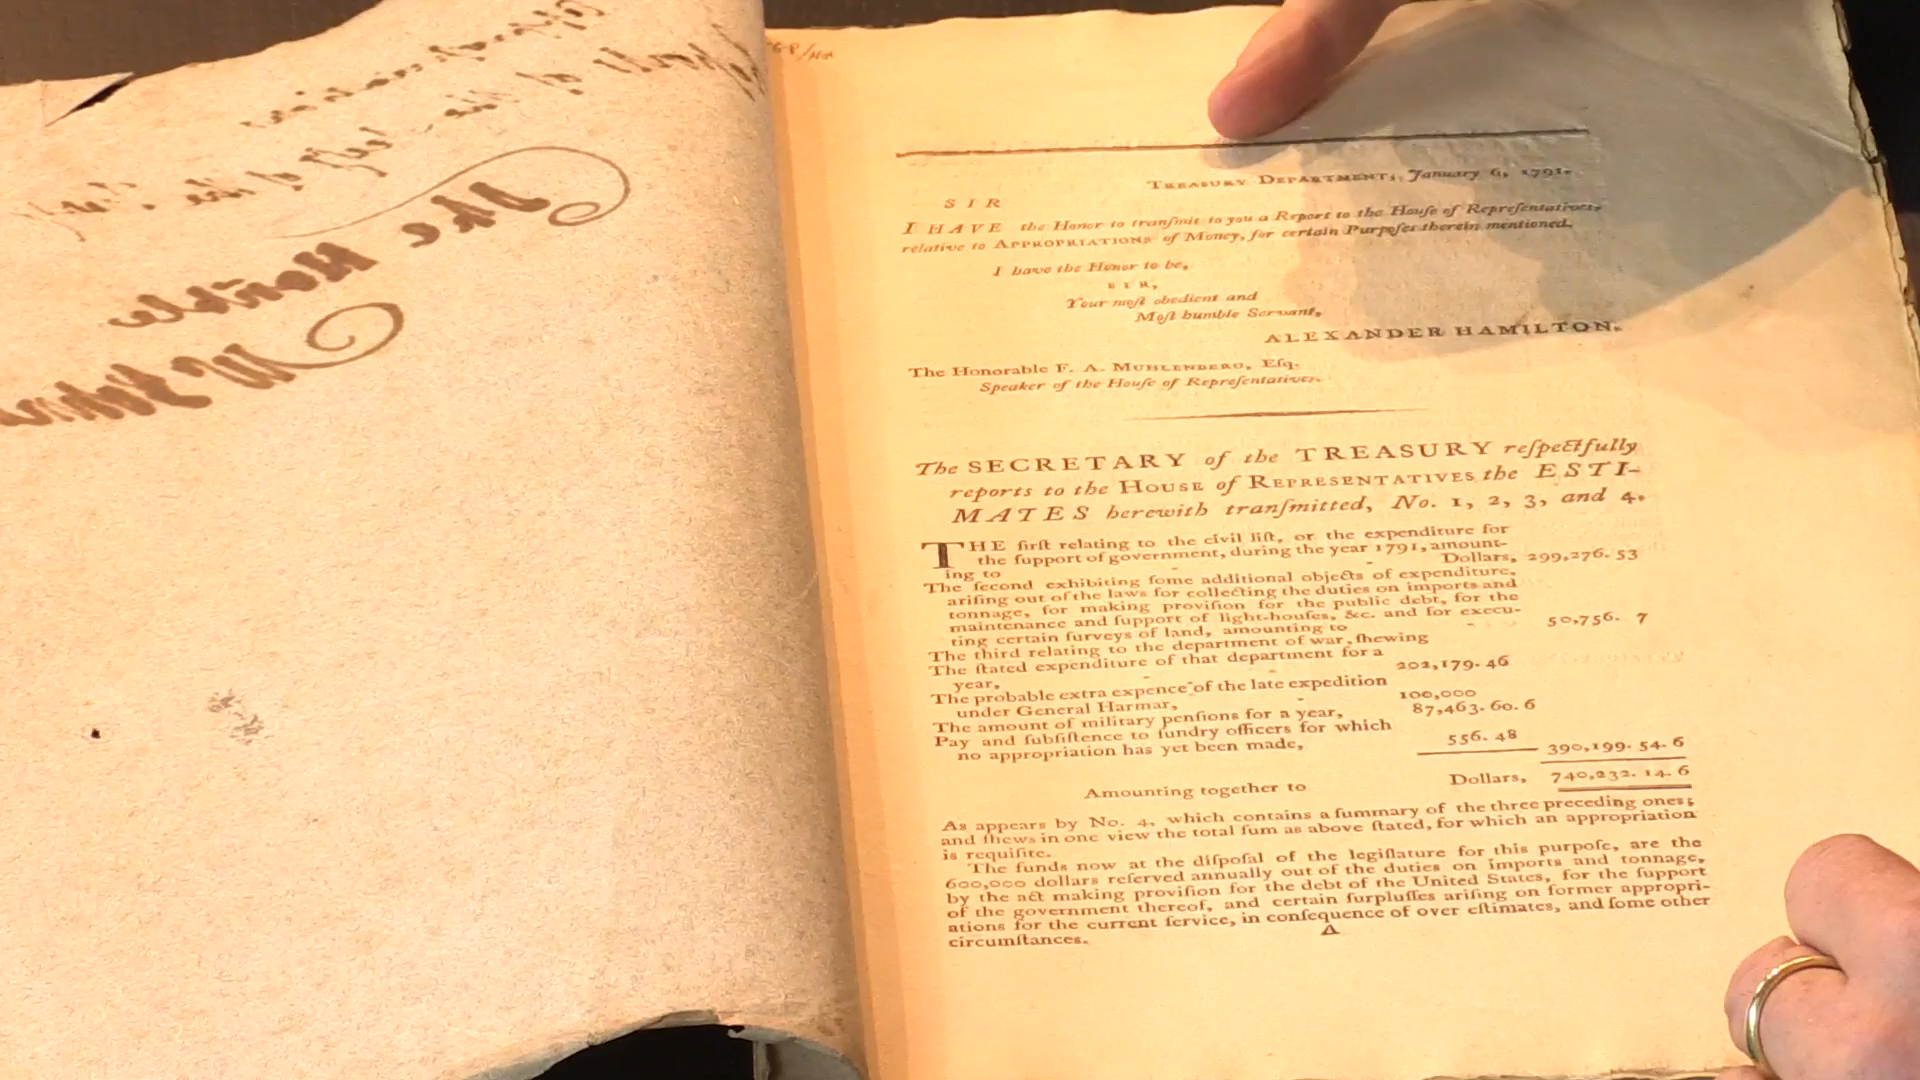 TREASURY DEPARTMENT, January 6, 1791.
SIR
I HAVE the Honor to tranſmit to you a Report to the Houſe of Repreſentatives,
relative to APPROPRIATIONS of Money, for certain Purpoſes therein mentioned.
I have the Honor to be,
SIR,
Your moſt obedient and
Moſt humble Servant,
ALEXANDER HAMILTON.
The Honorable F. A. MUHLENBERG, Eſq.
Speaker of the Houſe of Repreſentatives.
The SECRETARY of the TREASURY reſpectfully
reports to the HOUSE of REPRESENTATIVES the ESTI-
MATES herewith tranſmitted, No. 1, 2, 3, and 4.
THE firſt relating to the civil liſt, or the expenditure for
the ſupport of government, during the year 1791, amount-
ing to - - Dollars, 299,276. 53
The ſecond exhibiting ſome additional objects of expenditure,
ariſing out of the laws for collecting the duties on imports and
tonnage, for making proviſion for the public debt, for the
maintenance and ſupport of light-houſes, &c. and for execu-
ting certain ſurveys of land, amounting to - - 50,756. 7
The third relating to the department of war, ſhewing
The ſtated expenditure of that department for a
year, - - 202,179. 46
The probable extra expence of the late expedition
under General Harmar, - 100,000
The amount of military penſions for a year, 87,463. 60. 6
Pay and ſubſiſtence to ſundry officers for which
no appropriation has yet been made, 556. 48
390,199. 54. 6
Amounting together to Dollars, 740,232. 14. 6
As appears by No. 4, which contains a ſummary of the three preceding ones;
and ſhews in one view the total ſum as above ſtated, for which an appropriation
is requiſite.
The funds now at the diſpoſal of the legiſlature for this purpoſe, are the
600,000 dollars reſerved annually out of the duties on imports and tonnage,
by the act making proviſion for the debt of the United States, for the ſupport
of the government thereof, and certain ſurpluſſes ariſing on former appropri-
ations for the current ſervice, in conſequence of over eſtimates, and ſome other
circumſtances.
A